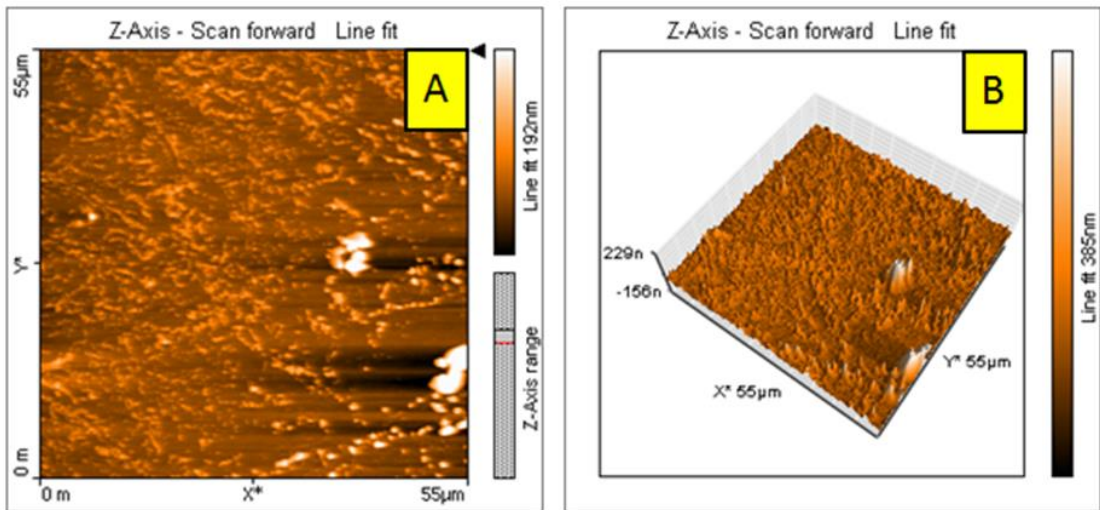 Z-Axis - Scan forward Line fit
A
55µm
Y*
0 m
0 m
X*
55µm
Line fit 192nm
Z-Axis range
Z-Axis - Scan forward Line fit
B
229n
-156n
X* 55µm
Y* 55µm
Line fit 385nm